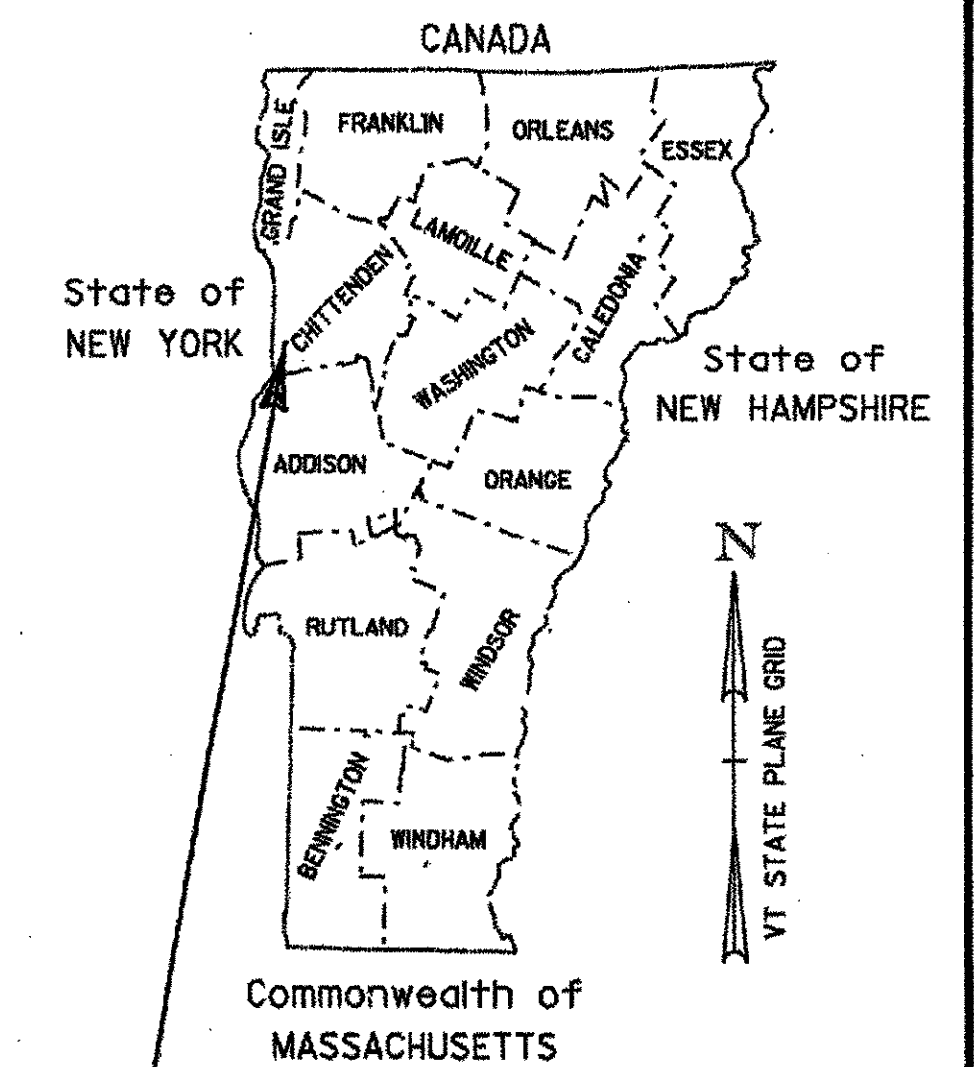 CANADA
GRAND ISLE
FRANKLIN
ORLEANS
ESSEX
LAMOILLE
CHITTENDEN
CALEDONIA
WASHINGTON
State of
NEW YORK
State of
NEW HAMPSHIRE
ADDISON
ORANGE
N
RUTLAND
WINDSOR
VT STATE PLANE GRID
BENNINGTON
WINDHAM
Commonwealth of
MASSACHUSETTS